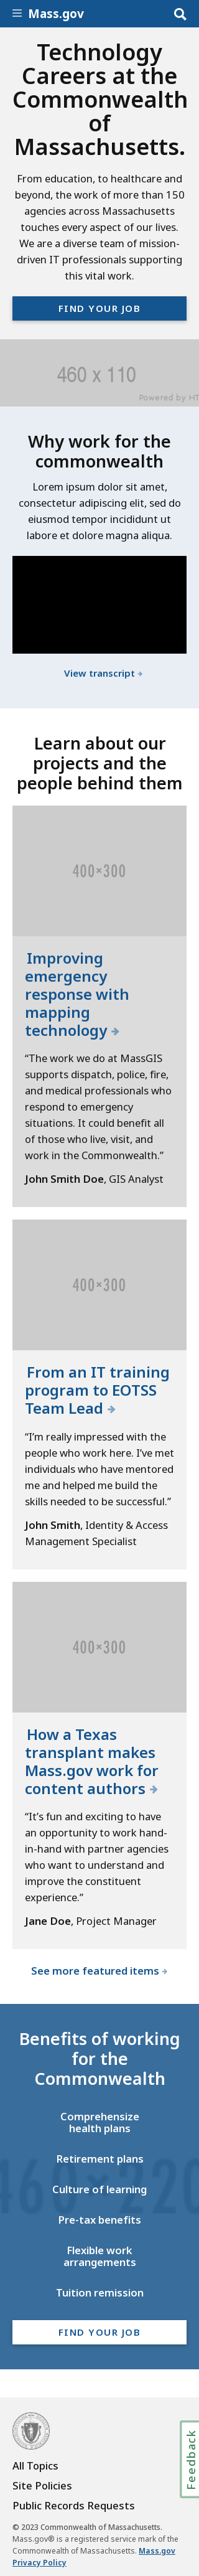 Mass.gov
Technology
Careers at the
Commonwealth
of
Massachusetts.
From education, to healthcare and
beyond, the work of more than 150
agencies across Massachusetts
touches every aspect of our lives.
We are a diverse team of mission-
driven IT professionals supporting
this vital work.
FIND YOUR JOB
460 x 110
Powered by HT
Why work for the
commonwealth
Lorem ipsum dolor sit amet,
consectetur adipiscing elit, sed do
eiusmod tempor incididunt ut
labore et dolore magna aliqua.
View transcript
Learn about our
projects and the
people behind them
400×300
Improving
emergency
response with
mapping
technology
“The work we do at MassGIS
supports dispatch, police, fire,
and medical professionals who
respond to emergency
situations. It could benefit all
of those who live, visit, and
work in the Commonwealth.”
John Smith Doe, GIS Analyst
400×300
From an IT training
program to EOTSS
Team Lead
“I’m really impressed with the
people who work here. I’ve met
individuals who have mentored
me and helped me build the
skills needed to be successful.”
John Smith, Identity & Access
Management Specialist
400×300
How a Texas
transplant makes
Mass.gov work for
content authors
“It’s fun and exciting to have
an opportunity to work hand-
in-hand with partner agencies
who want to understand and
improve the constituent
experience.”
Jane Doe, Project Manager
See more featured items
Benefits of working
for the
Commonwealth
Comprehensize
health plans
Retirement plans
Culture of learning
Pre-tax benefits
Flexible work
arrangements
Tuition remission
FIND YOUR JOB
Feedback
All Topics
Site Policies
Public Records Requests
© 2023 Commonwealth of Massachusetts.
Mass.gov® is a registered service mark of the
Commonwealth of Massachusetts. Mass.gov
Privacy Policy